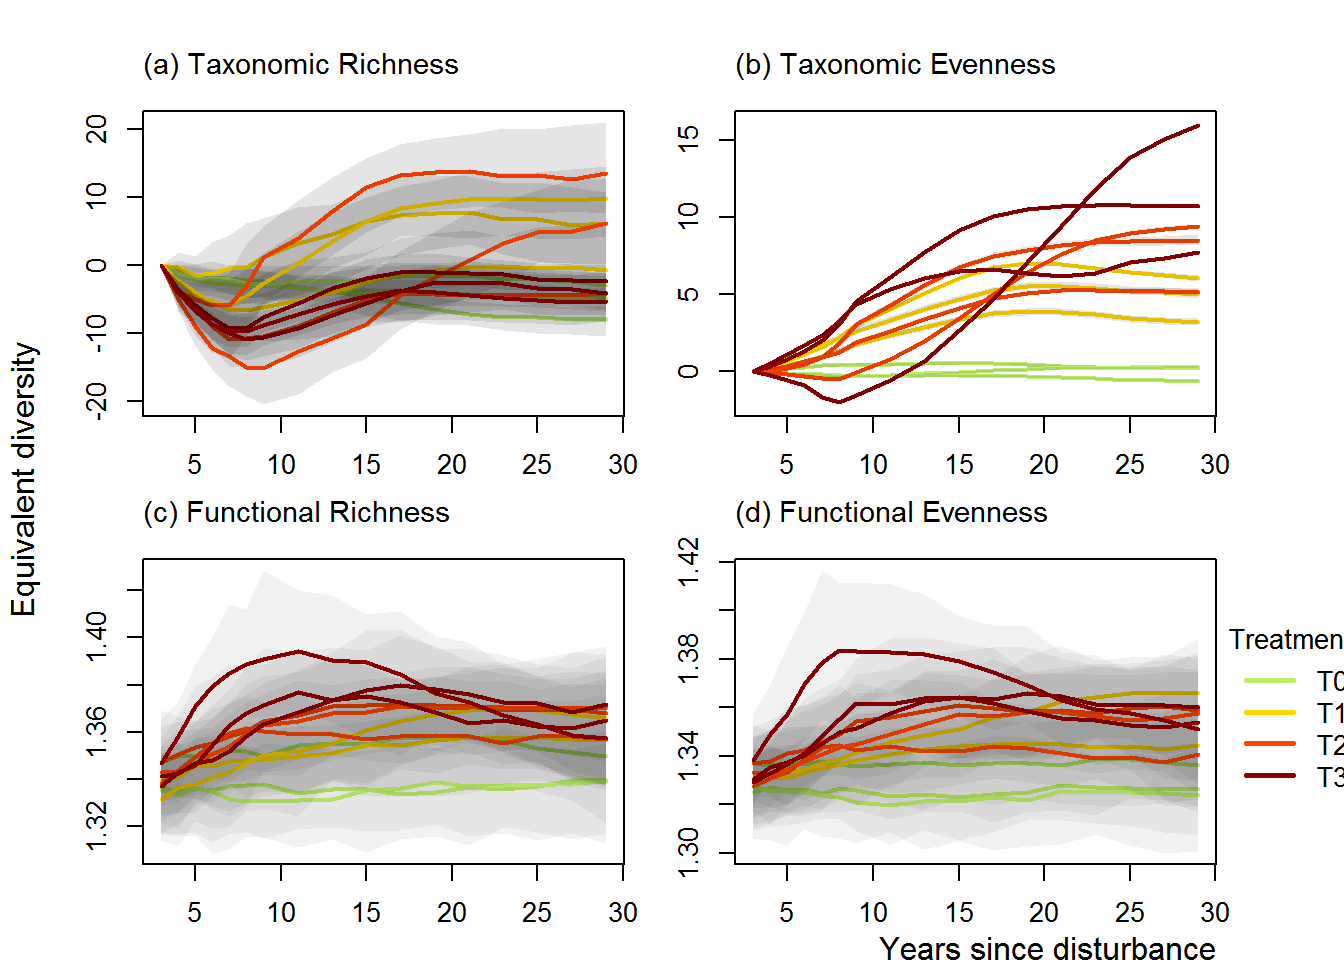 (a) Taxonomic Richness
(b) Taxonomic Evenness
20
10
0
-10
-20
5 10 15 20 25 30
15
10
5
0
5 10 15 20 25 30
Equivalent diversity
(c) Functional Richness
(d) Functional Evenness
1.40
1.36
1.32
5 10 15 20 25 30
1.42
1.38
1.34
1.30
5 10 15 20 25 30
Years since disturbance
Treatmen
T0
T1
T2
T3